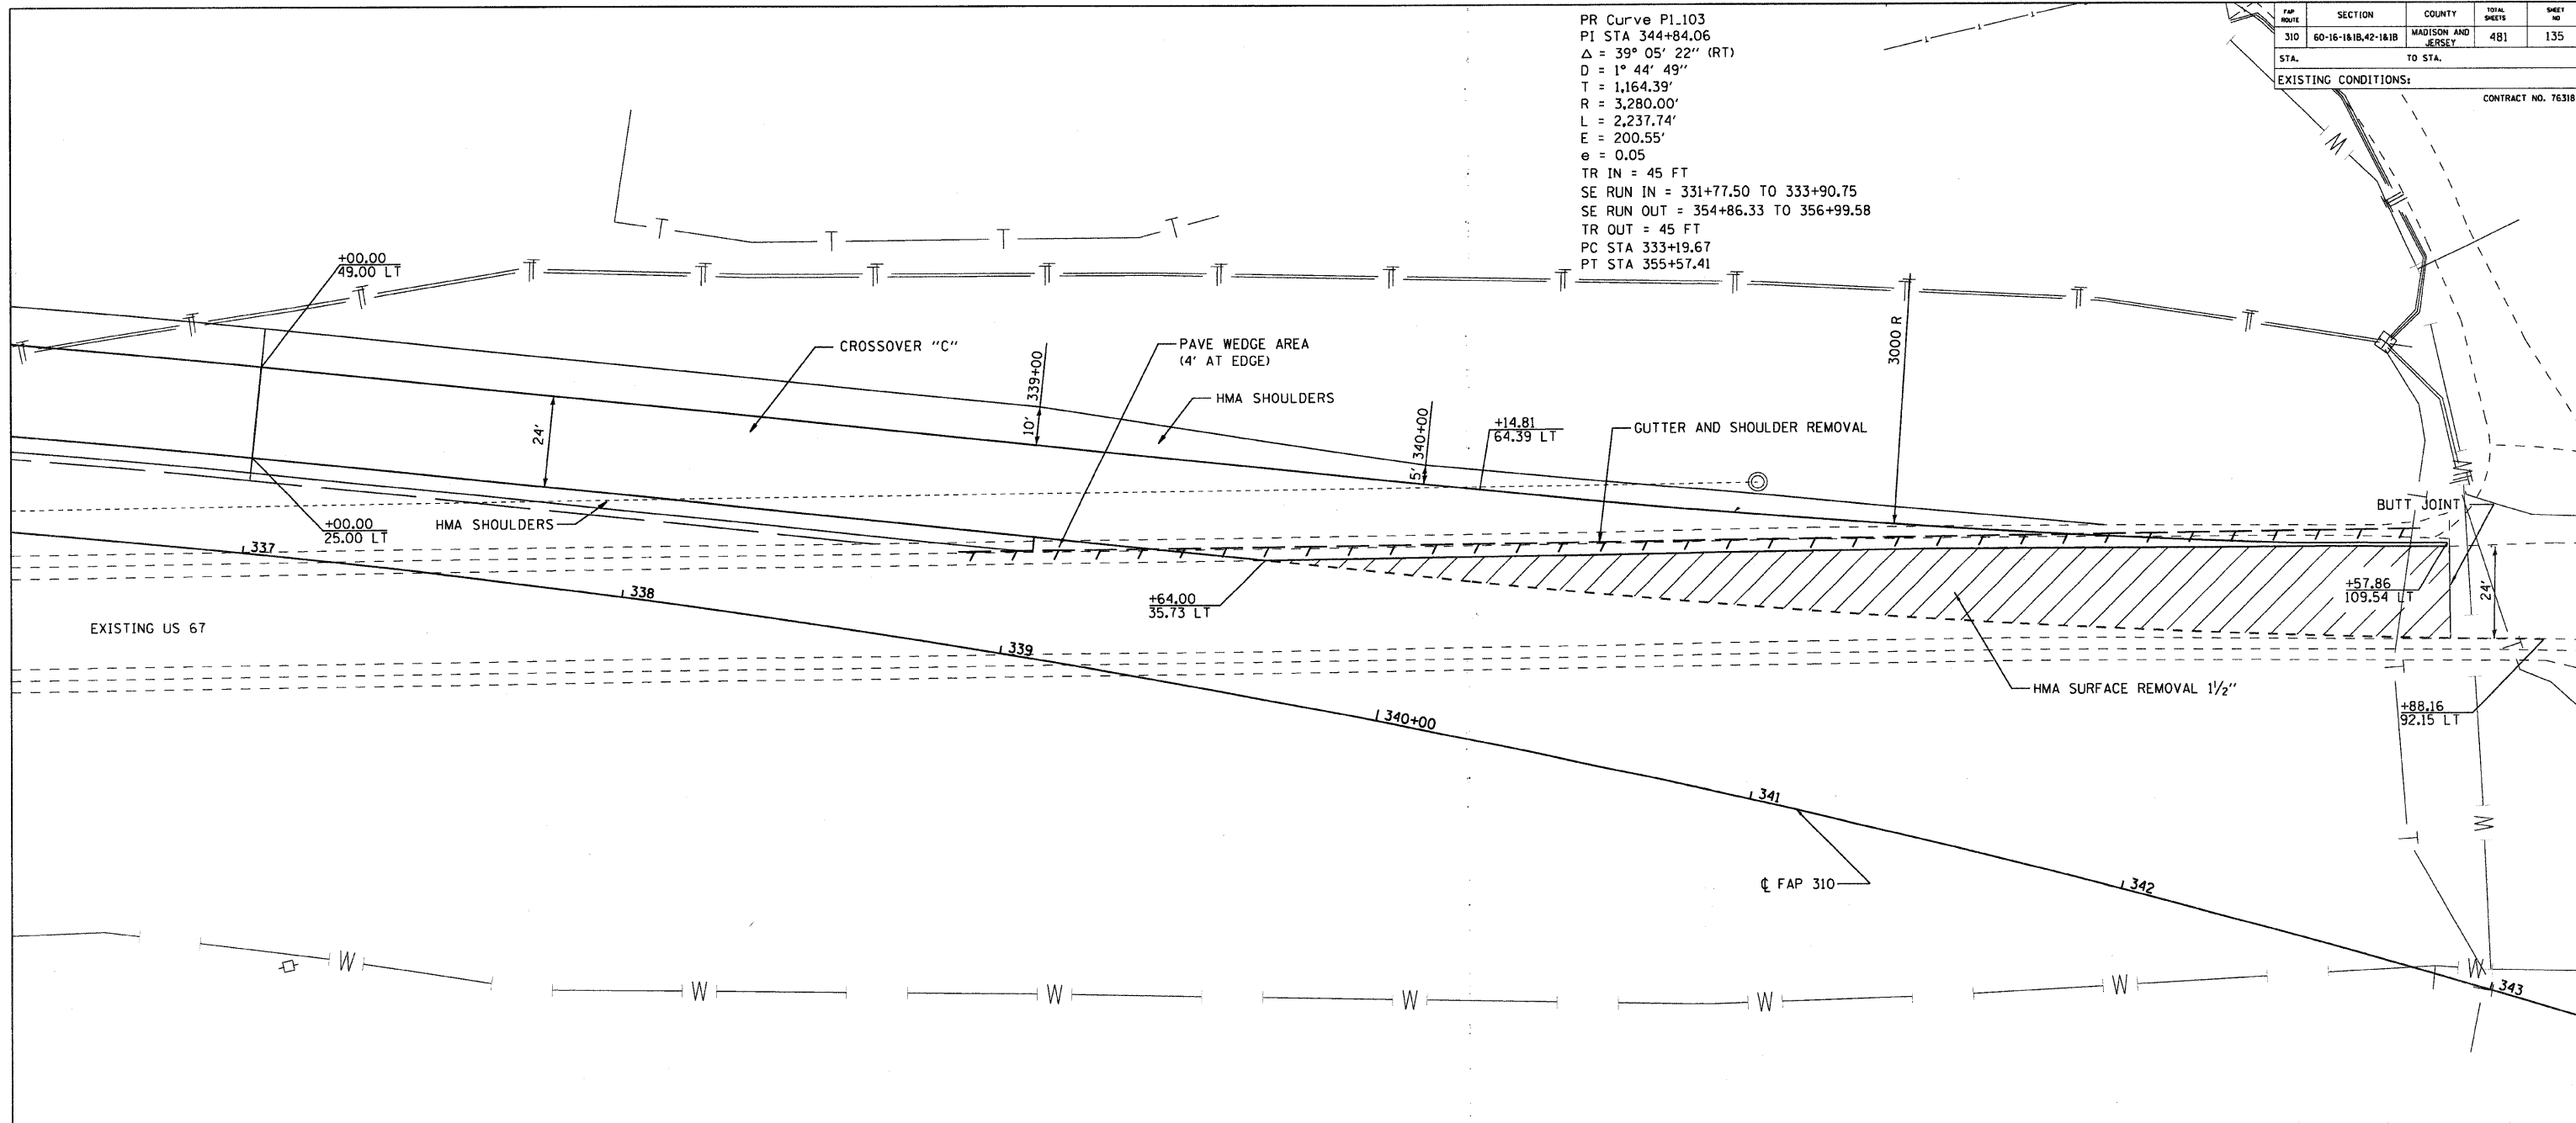 PR Curve P1_103
PI STA 344+84.06
Δ = 39° 05' 22" (RT)
D = 1° 44' 49"
T = 1,164.39'
R = 3,280.00'
L = 2,237.74'
E = 200.55'
e = 0.05
TR IN = 45 FT
SE RUN IN = 331+77.50 TO 333+90.75
SE RUN OUT = 354+86.33 TO 356+99.58
TR OUT = 45 FT
PC STA 333+19.67
PT STA 355+57.41
FAP ROUTE SECTION COUNTY TOTAL SHEETS SHEET NO
310 60-16-1&1B,42-1&1B MADISON AND JERSEY 481 135
STA. TO STA.
EXISTING CONDITIONS:
CONTRACT NO. 76318
M
T T T T
T T T T T T T T T T T T T T
+00.00
49.00 LT
CROSSOVER "C"
339+00
10'
PAVE WEDGE AREA
(4' AT EDGE)
HMA SHOULDERS
3000 R
24'
5' 340+00
+14.81
64.39 LT
GUTTER AND SHOULDER REMOVAL
BUTT JOINT
+00.00
25.00 LT
HMA SHOULDERS
337
338
339
340+00
341
342
343
EXISTING US 67
+64.00
35.73 LT
+57.86
109.54 LT
24'
HMA SURFACE REMOVAL 1½"
+88.16
92.15 LT
℄ FAP 310
W W W W W W W